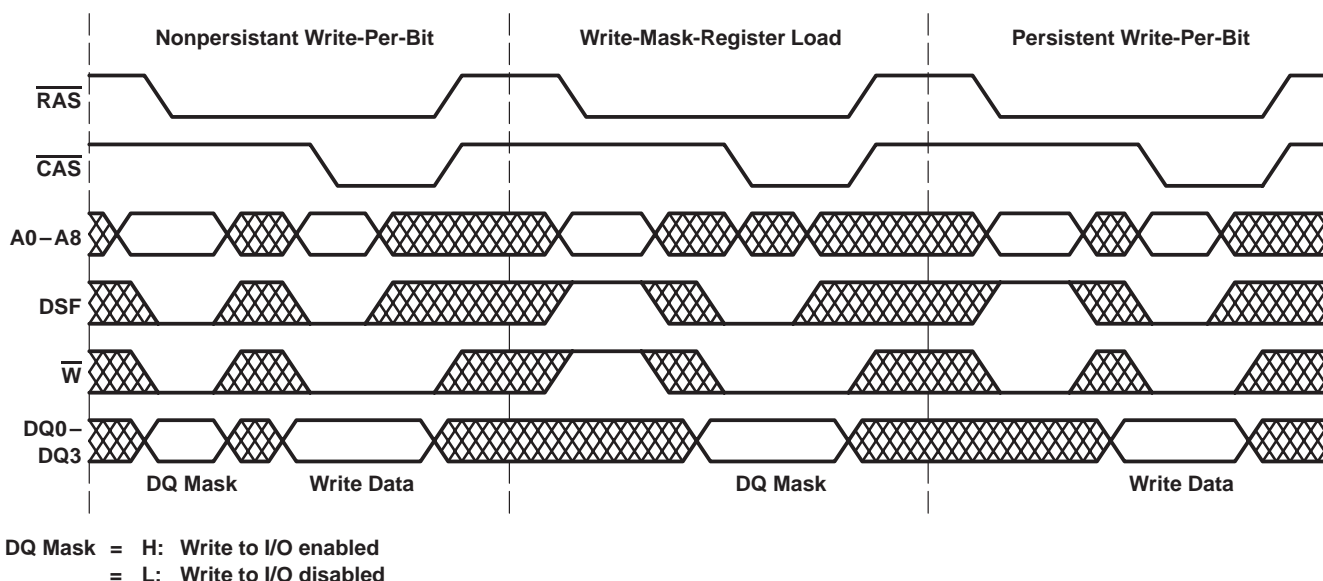 Nonpersistant Write-Per-Bit
Write-Mask-Register Load
Persistent Write-Per-Bit
RAS
CAS
A0–A8
DSF
W
DQ0–
DQ3
DQ Mask
Write Data
DQ Mask
Write Data
DQ Mask = H: Write to I/O enabled
= L: Write to I/O disabled